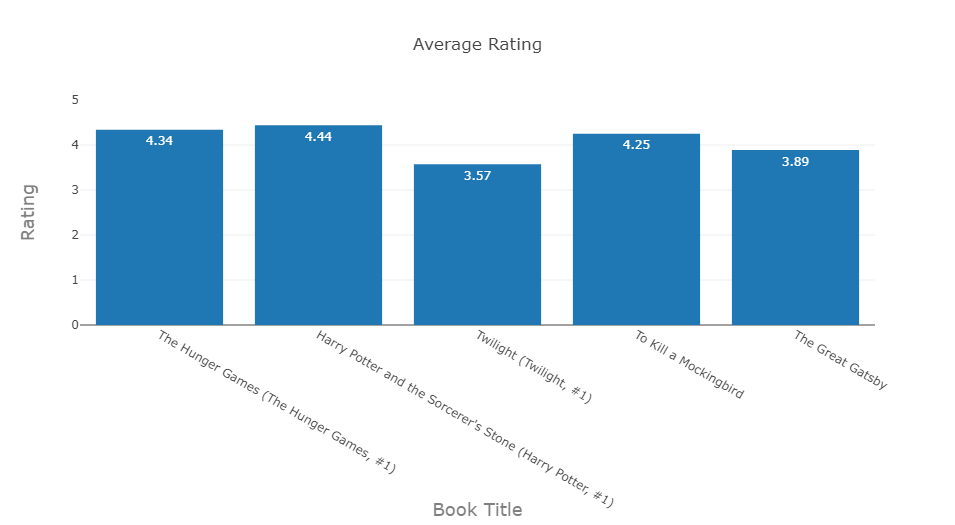 Average Rating
5
4
3
2
1
0
Rating
4.34
4.44
3.57
4.25
3.89
The Hunger Games (The Hunger Games, #1)
Harry Potter and the Sorcerer's Stone (Harry Potter, #1)
Twilight (Twilight, #1)
To Kill a Mockingbird
The Great Gatsby
Book Title